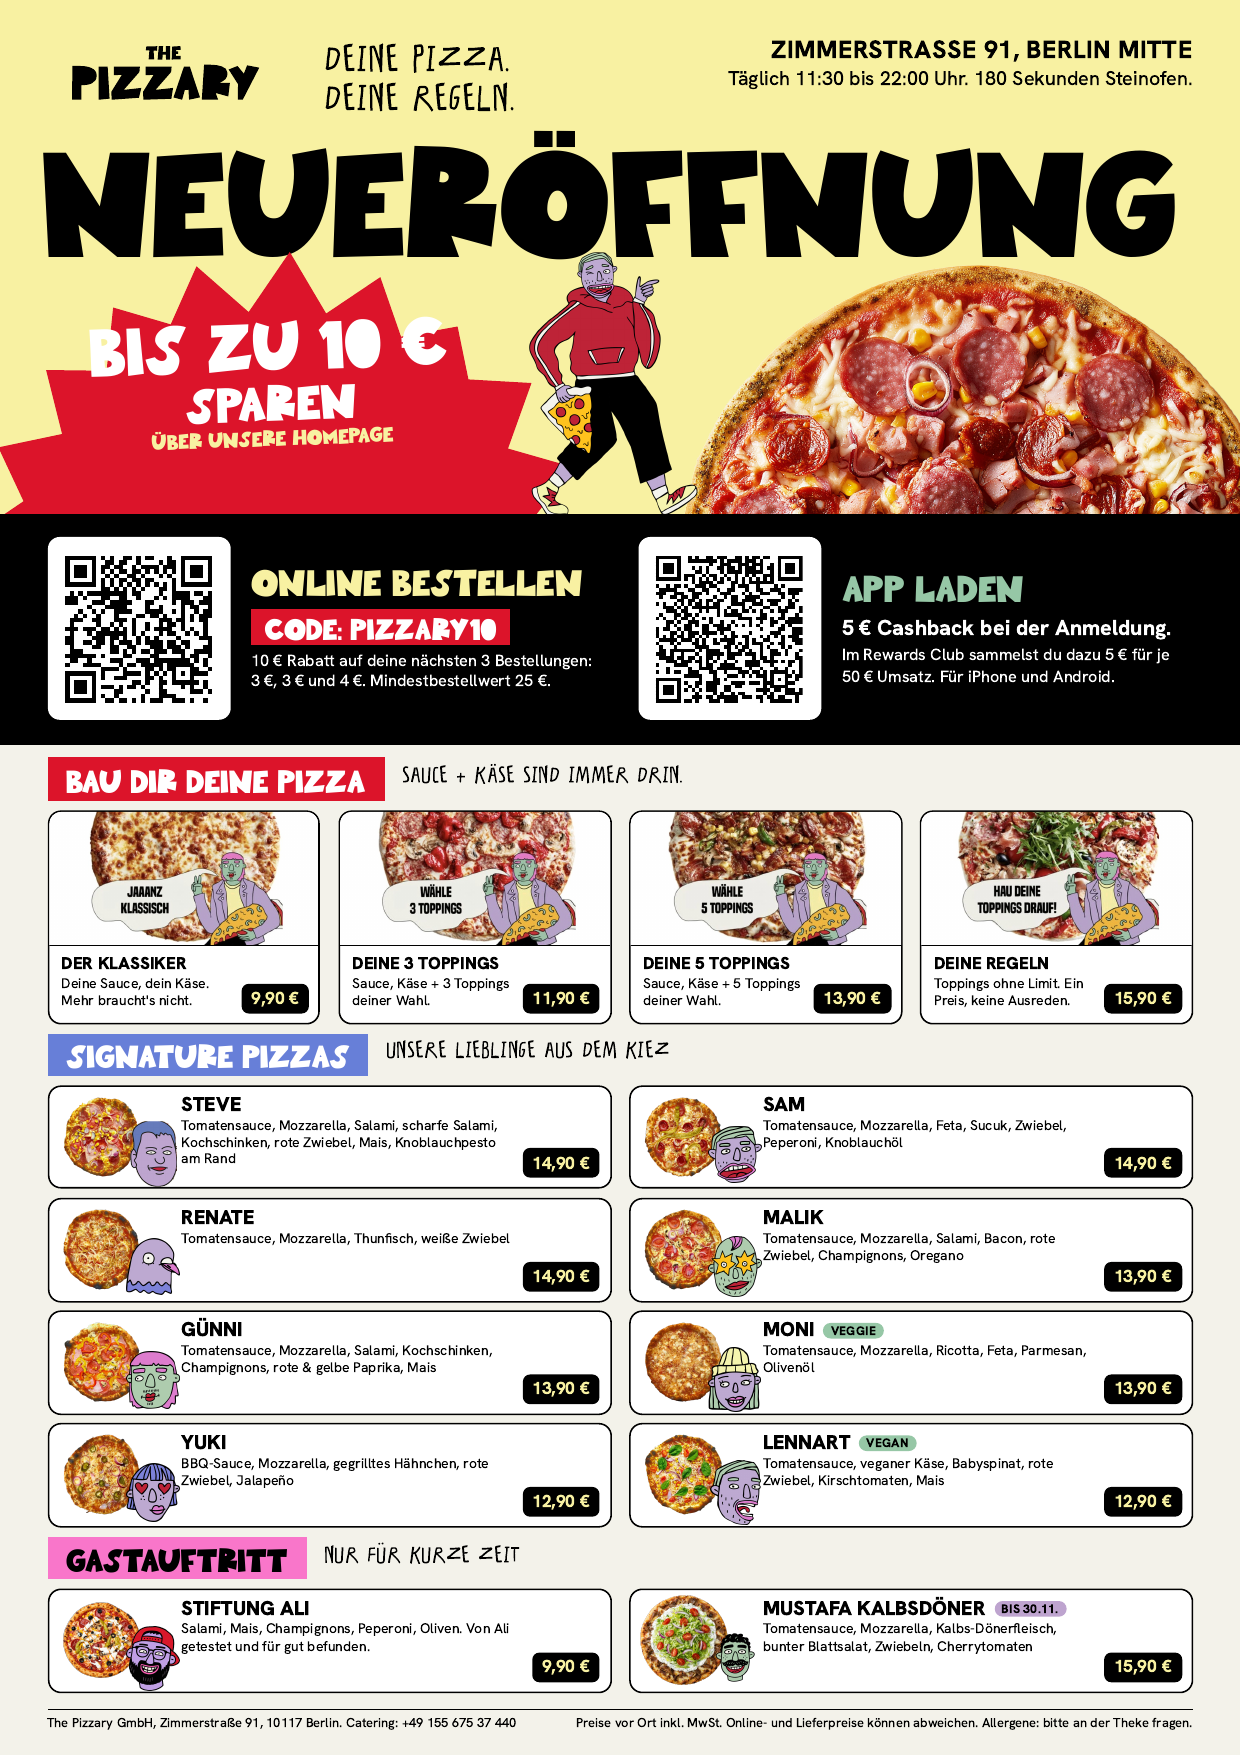 THE
PIZZARY
DEINE PIZZA.
DEINE REGELN.
ZIMMERSTRASSE 91, BERLIN MITTE
Täglich 11:30 bis 22:00 Uhr. 180 Sekunden Steinofen.
NEUERÖFFNUNG
BIS ZU 10 €
SPAREN
ÜBER UNSERE HOMEPAGE
ONLINE BESTELLEN
CODE: PIZZARY10
10 € Rabatt auf deine nächsten 3 Bestellungen:
3 €, 3 € und 4 €. Mindestbestellwert 25 €.
APP LADEN
5 € Cashback bei der Anmeldung.
Im Rewards Club sammelst du dazu 5 € für je
50 € Umsatz. Für iPhone und Android.
BAU DIR DEINE PIZZA
SAUCE + KÄSE SIND IMMER DRIN.
JAAANZ
KLASSISCH
DER KLASSIKER
Deine Sauce, dein Käse.
Mehr braucht's nicht.
9,90 €
WÄHLE
3 TOPPINGS
DEINE 3 TOPPINGS
Sauce, Käse + 3 Toppings
deiner Wahl.
11,90 €
WÄHLE
5 TOPPINGS
DEINE 5 TOPPINGS
Sauce, Käse + 5 Toppings
deiner Wahl.
13,90 €
HAU DEINE
TOPPINGS DRAUF!
DEINE REGELN
Toppings ohne Limit. Ein
Preis, keine Ausreden.
15,90 €
SIGNATURE PIZZAS
UNSERE LIEBLINGE AUS DEM KIEZ
STEVE
Tomatensauce, Mozzarella, Salami, scharfe Salami,
Kochschinken, rote Zwiebel, Mais, Knoblauchpesto
am Rand
14,90 €
SAM
Tomatensauce, Mozzarella, Feta, Sucuk, Zwiebel,
Peperoni, Knoblauchöl
14,90 €
RENATE
Tomatensauce, Mozzarella, Thunfisch, weiße Zwiebel
14,90 €
MALIK
Tomatensauce, Mozzarella, Salami, Bacon, rote
Zwiebel, Champignons, Oregano
13,90 €
GÜNNI
Tomatensauce, Mozzarella, Salami, Kochschinken,
Champignons, rote & gelbe Paprika, Mais
13,90 €
MONI VEGGIE
Tomatensauce, Mozzarella, Ricotta, Feta, Parmesan,
Olivenöl
13,90 €
YUKI
BBQ-Sauce, Mozzarella, gegrilltes Hähnchen, rote
Zwiebel, Jalapeño
12,90 €
LENNART VEGAN
Tomatensauce, veganer Käse, Babyspinat, rote
Zwiebel, Kirschtomaten, Mais
12,90 €
GASTAUFTRITT
NUR FÜR KURZE ZEIT
STIFTUNG ALI
Salami, Mais, Champignons, Peperoni, Oliven. Von Ali
getestet und für gut befunden.
9,90 €
MUSTAFA KALBSDÖNER BIS 30.11.
Tomatensauce, Mozzarella, Kalbs-Dönerfleisch,
bunter Blattsalat, Zwiebeln, Cherrytomaten
15,90 €
The Pizzary GmbH, Zimmerstraße 91, 10117 Berlin. Catering: +49 155 675 37 440
Preise vor Ort inkl. MwSt. Online- und Lieferpreise können abweichen. Allergene: bitte an der Theke fragen.